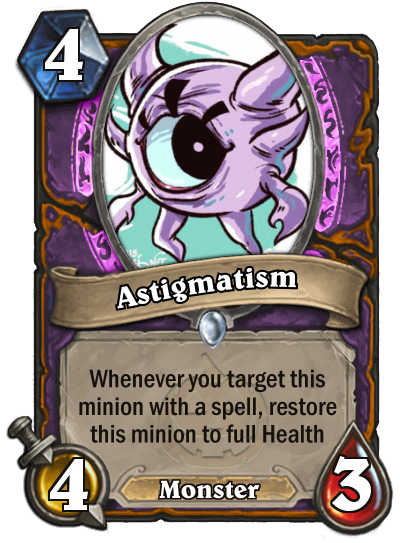 4
Astigmatism
Whenever you target this
minion with a spell, restore
this minion to full Health
4
Monster
3